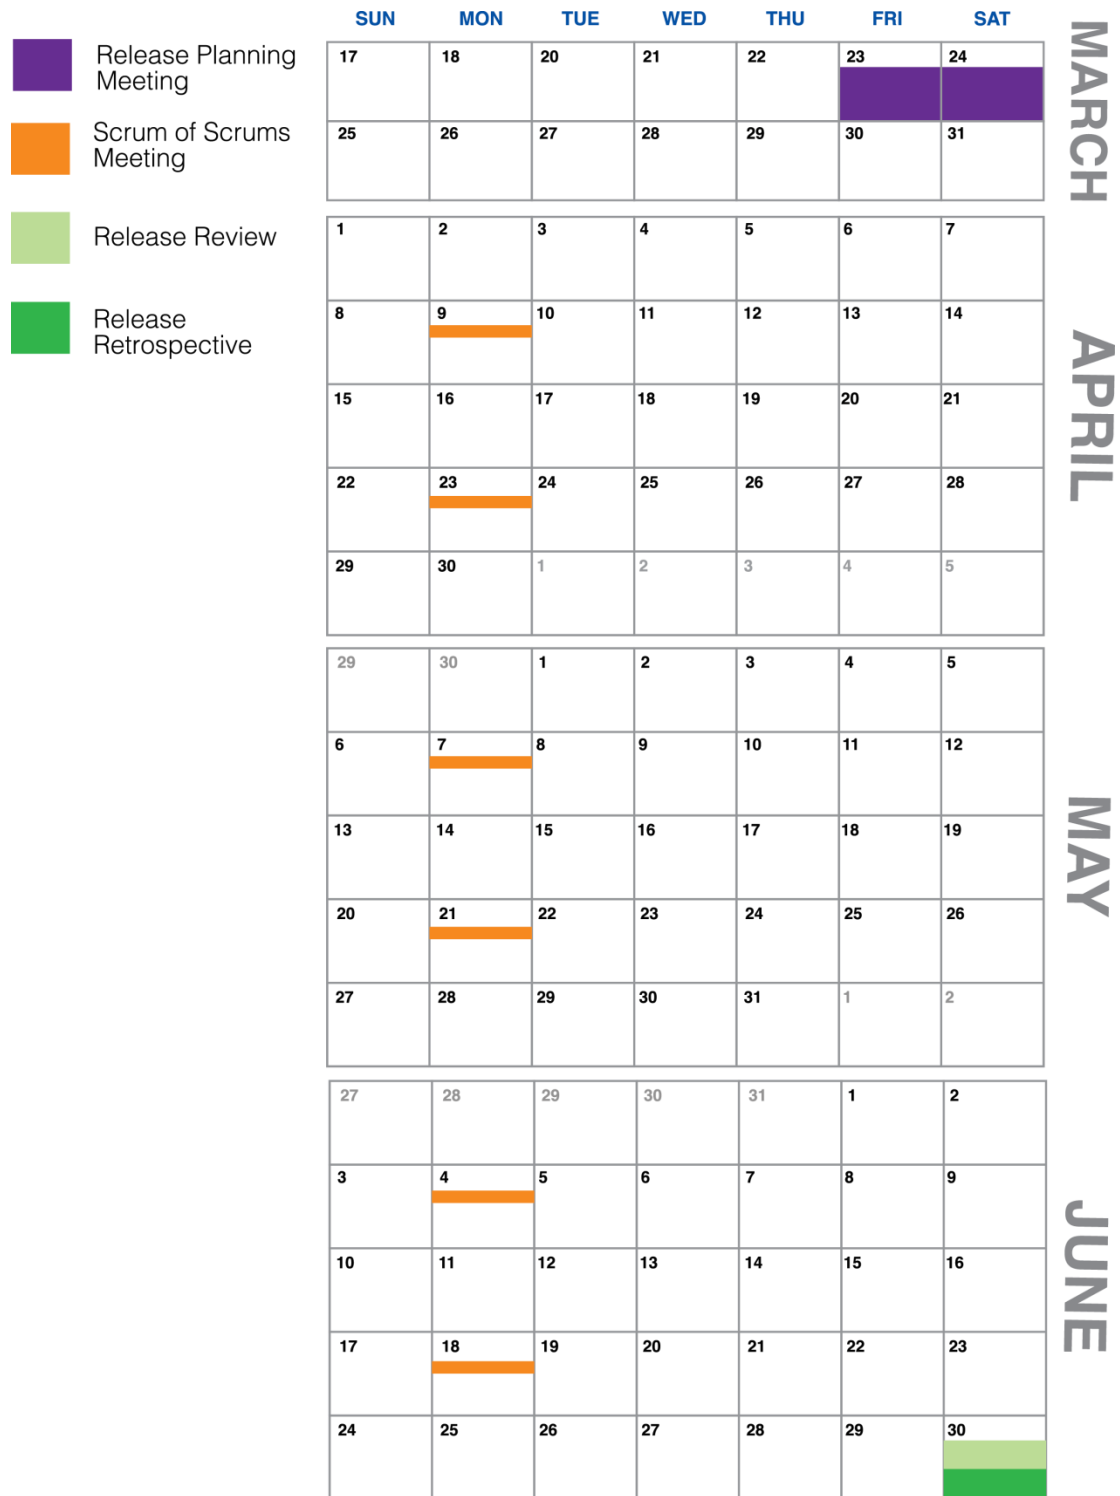 SUN MON TUE WED THU FRI SAT
Release Planning
Meeting
Scrum of Scrums
Meeting
Release Review
Release
Retrospective
MARCH
17 18 20 21 22 23 24
25 26 27 28 29 30 31
APRIL
1 2 3 4 5 6 7
8 9 10 11 12 13 14
15 16 17 18 19 20 21
22 23 24 25 26 27 28
29 30 1 2 3 4 5
MAY
29 30 1 2 3 4 5
6 7 8 9 10 11 12
13 14 15 16 17 18 19
20 21 22 23 24 25 26
27 28 29 30 31 1 2
JUNE
27 28 29 30 31 1 2
3 4 5 6 7 8 9
10 11 12 13 14 15 16
17 18 19 20 21 22 23
24 25 26 27 28 29 30